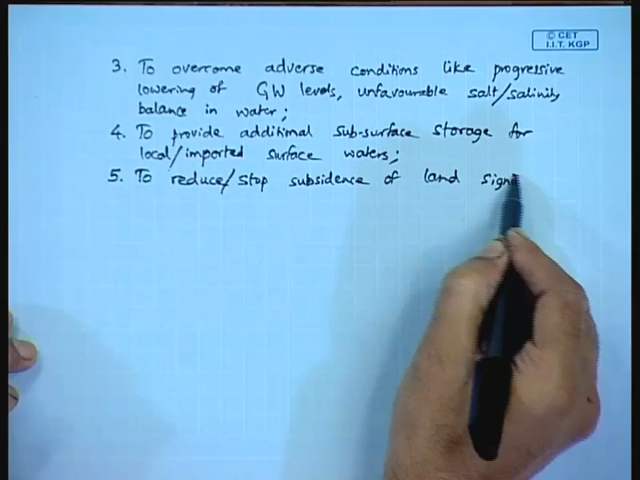 © CET
I.I.T. KGP
3. To overcome adverse conditions like progressive
lowering of GW levels, unfavourable salt/salinity
balance in water;
4. To provide additional sub-surface storage for
local/imported surface waters;
5. To reduce/stop subsidence of land sign